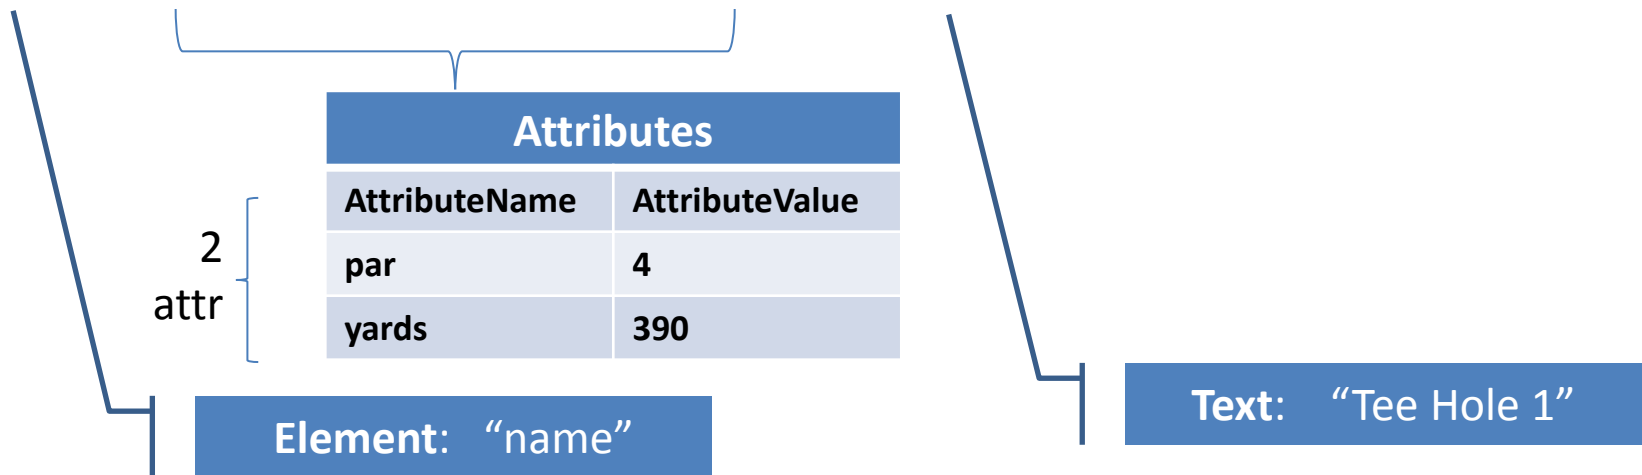 Attributes
AttributeName AttributeValue
2
attr
par 4
yards 390
Element: “name”
Text: “Tee Hole 1”